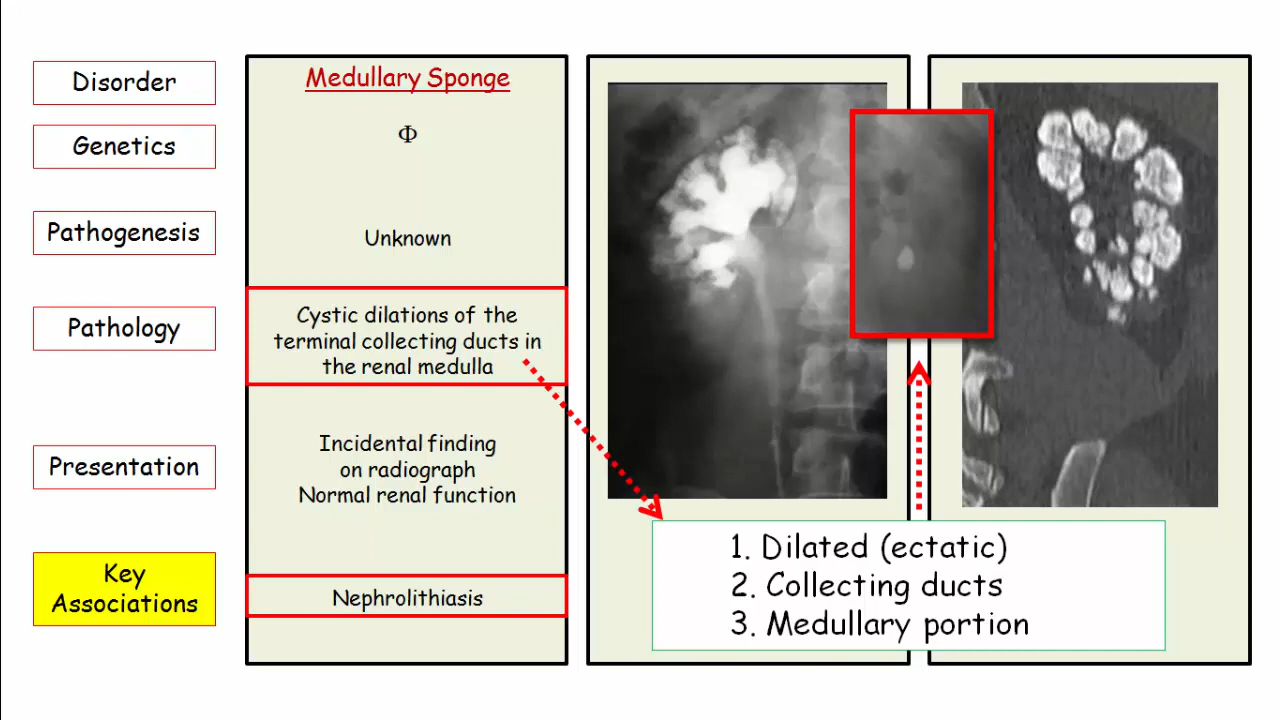 Disorder
Medullary Sponge
Genetics
Φ
Pathogenesis
Unknown
Pathology
Cystic dilations of the
terminal collecting ducts in
the renal medulla
Presentation
Incidental finding
on radiograph
Normal renal function
Key
Associations
Nephrolithiasis
1. Dilated (ectatic)
2. Collecting ducts
3. Medullary portion